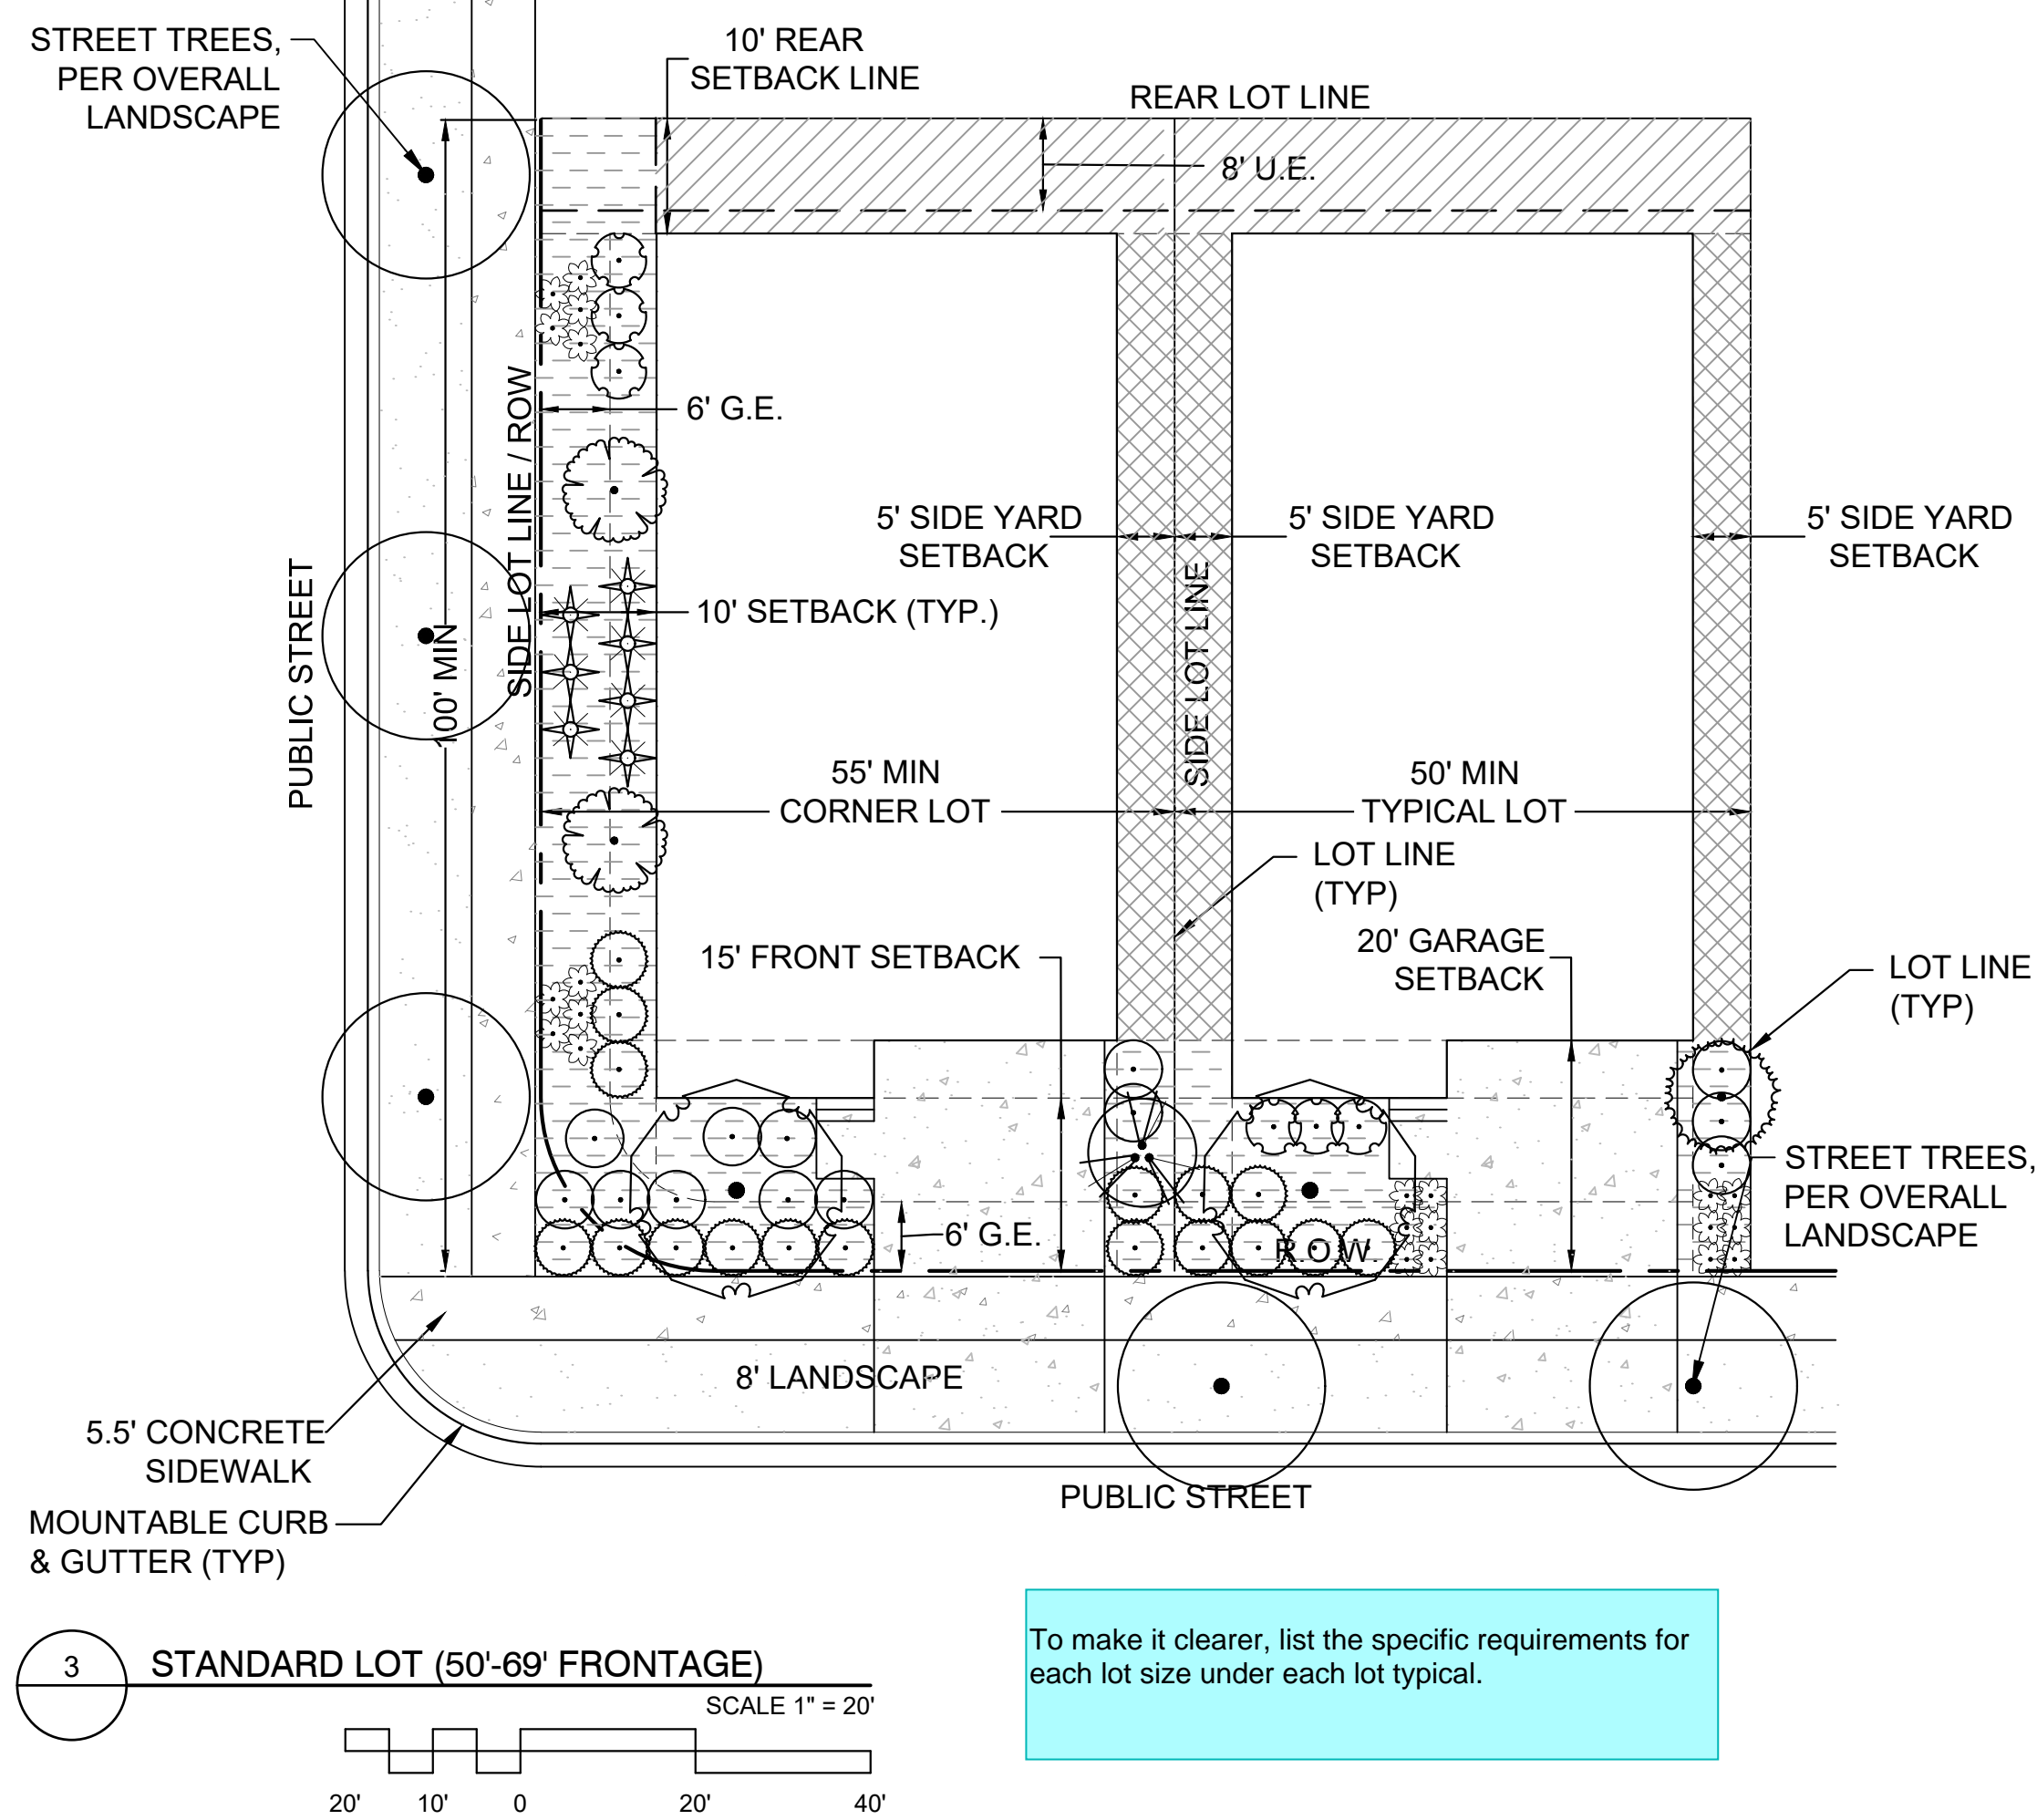 STREET TREES,
PER OVERALL
LANDSCAPE
10' REAR
SETBACK LINE
REAR LOT LINE
8' U.E.
6' G.E.
SIDE LOT LINE / ROW
PUBLIC STREET
100' MIN
5' SIDE YARD
SETBACK
5' SIDE YARD
SETBACK
5' SIDE YARD
SETBACK
10' SETBACK (TYP.)
SIDE LOT LINE
55' MIN
CORNER LOT
50' MIN
TYPICAL LOT
LOT LINE
(TYP)
15' FRONT SETBACK
20' GARAGE
SETBACK
LOT LINE
(TYP)
STREET TREES,
PER OVERALL
LANDSCAPE
6' G.E.
R.O.W.
8' LANDSCAPE
5.5' CONCRETE
SIDEWALK
MOUNTABLE CURB
& GUTTER (TYP)
PUBLIC STREET
3
STANDARD LOT (50'-69' FRONTAGE)
SCALE 1" = 20'
20' 10' 0 20' 40'
To make it clearer, list the specific requirements for
each lot size under each lot typical.